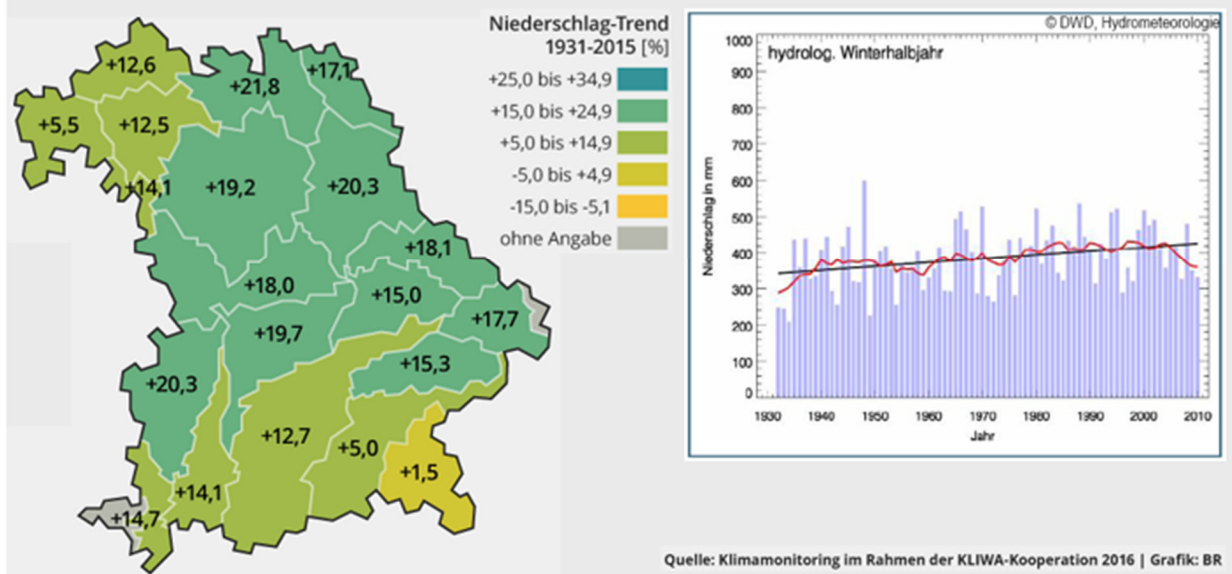 Niederschlag-Trend
1931-2015 [%]
+25,0 bis +34,9
+15,0 bis +24,9
+5,0 bis +14,9
-5,0 bis +4,9
-15,0 bis -5,1
ohne Angabe
+12,6
+17,1
+21,8
+5,5
+12,5
+14,1
+19,2
+20,3
+18,1
+18,0
+15,0
+17,7
+19,7
+15,3
+20,3
+12,7
+5,0
+1,5
+14,1
+14,7
© DWD, Hydrometeorologie
hydrolog. Winterhalbjahr
Niederschlag in mm
1000
900
800
700
600
500
400
300
200
100
0
1930 1940 1950 1960 1970 1980 1990 2000 2010
Jahr
Quelle: Klimamonitoring im Rahmen der KLIWA-Kooperation 2016 | Grafik: BR